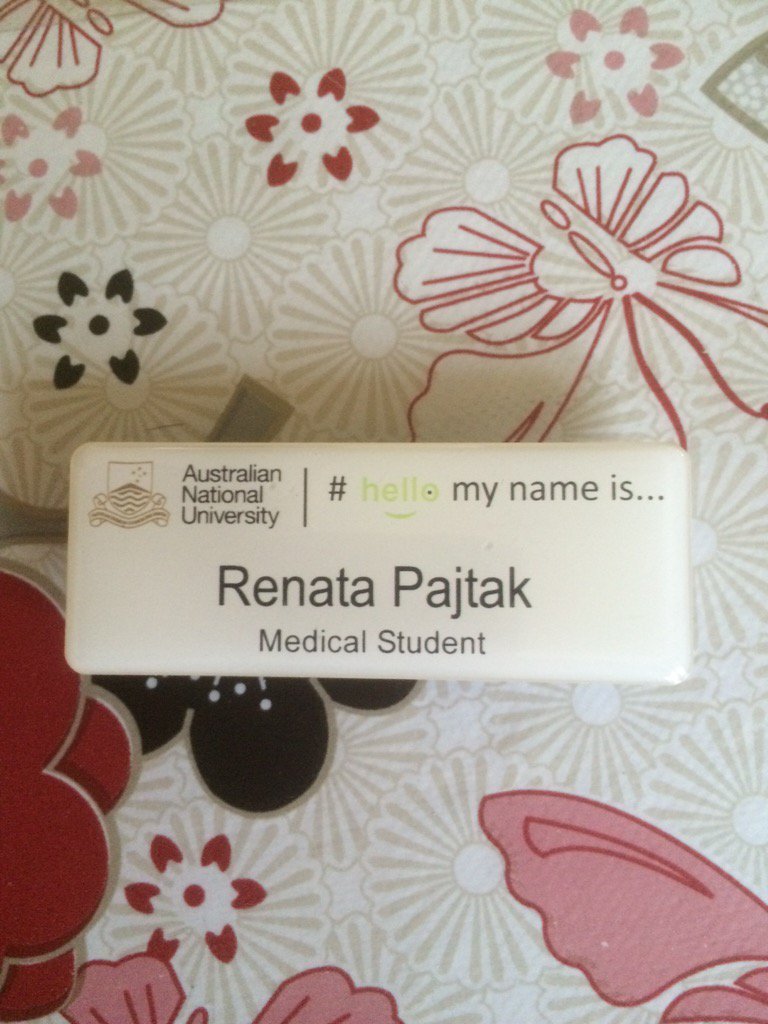 Australian
National
University
# hello my name is...
Renata Pajtak
Medical Student